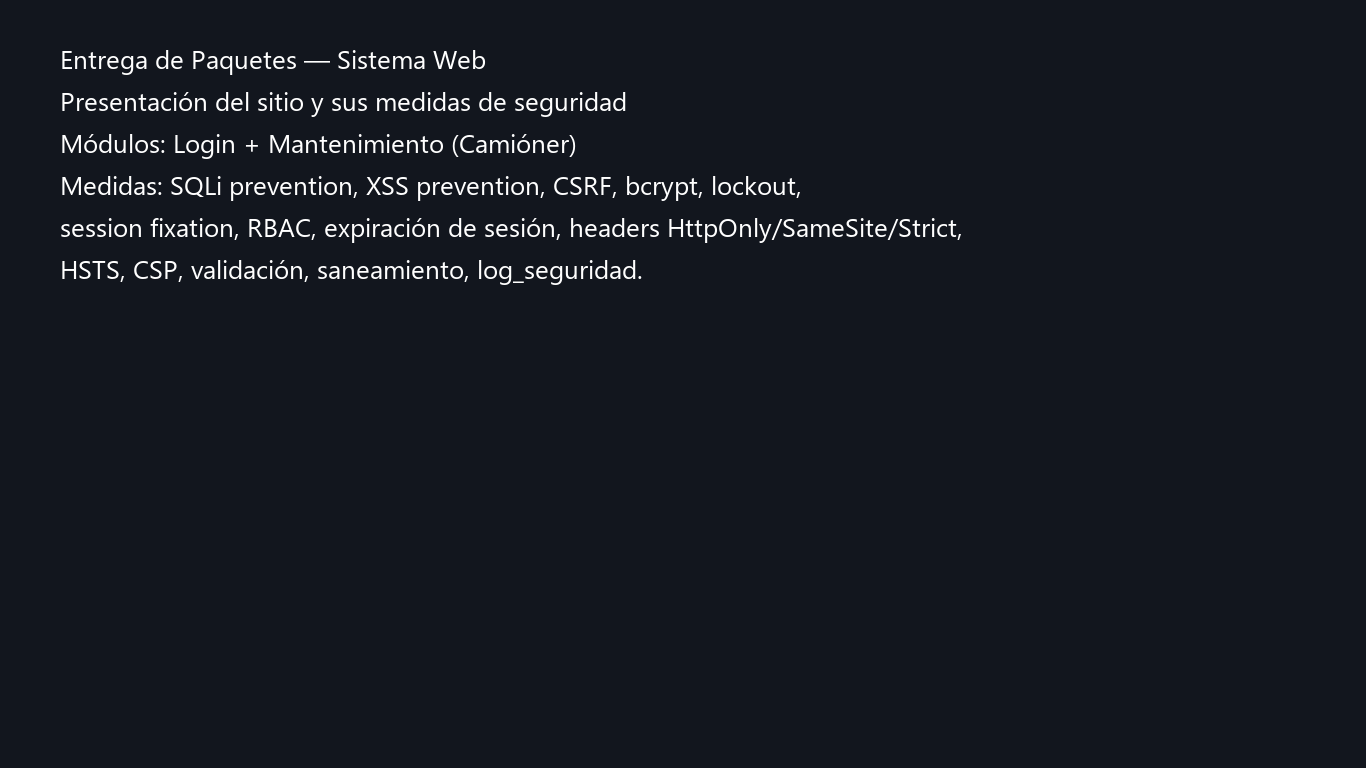 Entrega de Paquetes — Sistema Web
Presentación del sitio y sus medidas de seguridad
Módulos: Login + Mantenimiento (Camióner)
Medidas: SQLi prevention, XSS prevention, CSRF, bcrypt, lockout,
session fixation, RBAC, expiración de sesión, headers HttpOnly/SameSite/Strict,
HSTS, CSP, validación, saneamiento, log_seguridad.